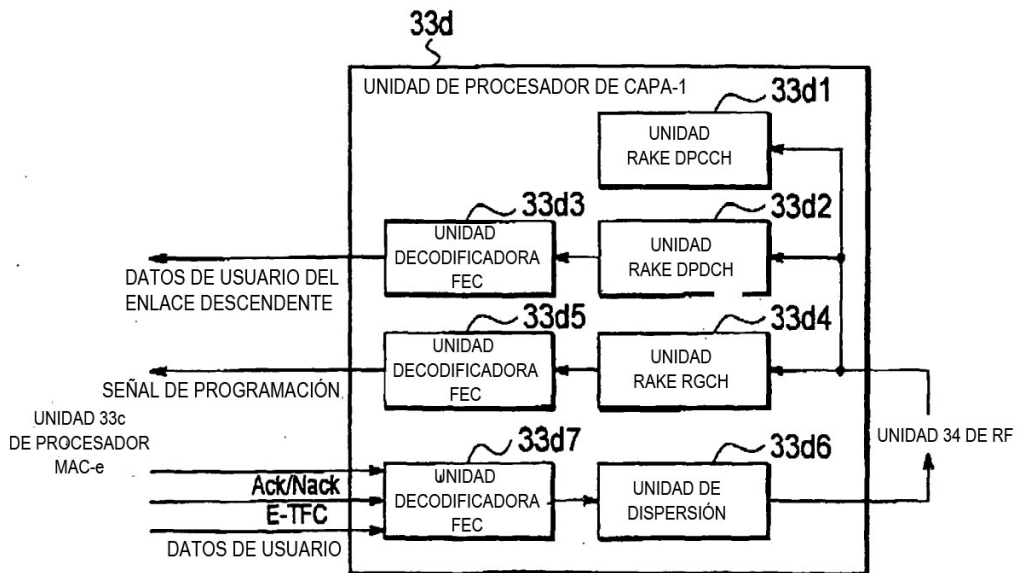 33d
UNIDAD DE PROCESADOR DE CAPA-1
33d1
UNIDAD
RAKE DPCCH
33d3
UNIDAD
DECODIFICADORA
FEC
33d2
UNIDAD
RAKE DPDCH
DATOS DE USUARIO DEL
ENLACE DESCENDENTE
33d5
UNIDAD
DECODIFICADORA
FEC
33d4
UNIDAD
RAKE RGCH
SEÑAL DE PROGRAMACIÓN
UNIDAD 33c
DE PROCESADOR
MAC-e
UNIDAD 34 DE RF
33d7
UNIDAD
DECODIFICADORA
FEC
33d6
UNIDAD DE
DISPERSIÓN
Ack/Nack
E-TFC
DATOS DE USUARIO